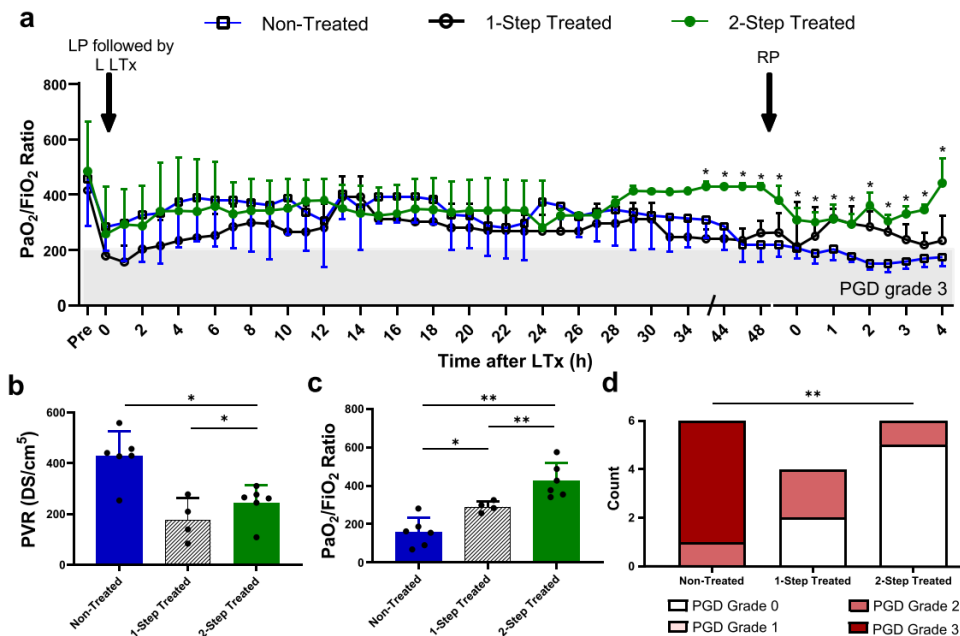 a
Non-Treated
1-Step Treated
2-Step Treated
LP followed by
L LTx
RP
PaO2/FiO2 Ratio
800
600
400
200
0
* * * * * * * * * * * *
PGD grade 3
Pre 0 2 4 6 8 10 12 14 16 18 20 22 24 26 28 30 32 34 44 48 0 1 2 3 4
Time after LTx (h)
b
PVR (DS/cm5)
600
400
200
0
*
*
Non-Treated
1-Step Treated
2-Step Treated
c
PaO2/FiO2 Ratio
800
600
400
200
0
**
*
**
Non-Treated
1-Step Treated
2-Step Treated
d
Count
6
4
2
0
**
Non-Treated 1-Step Treated 2-Step Treated
PGD Grade 0
PGD Grade 2
PGD Grade 1
PGD Grade 3